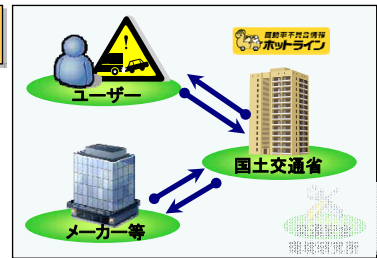 自動車不具合情報
ホットライン
ユーザー
国土交通省
メーカー等